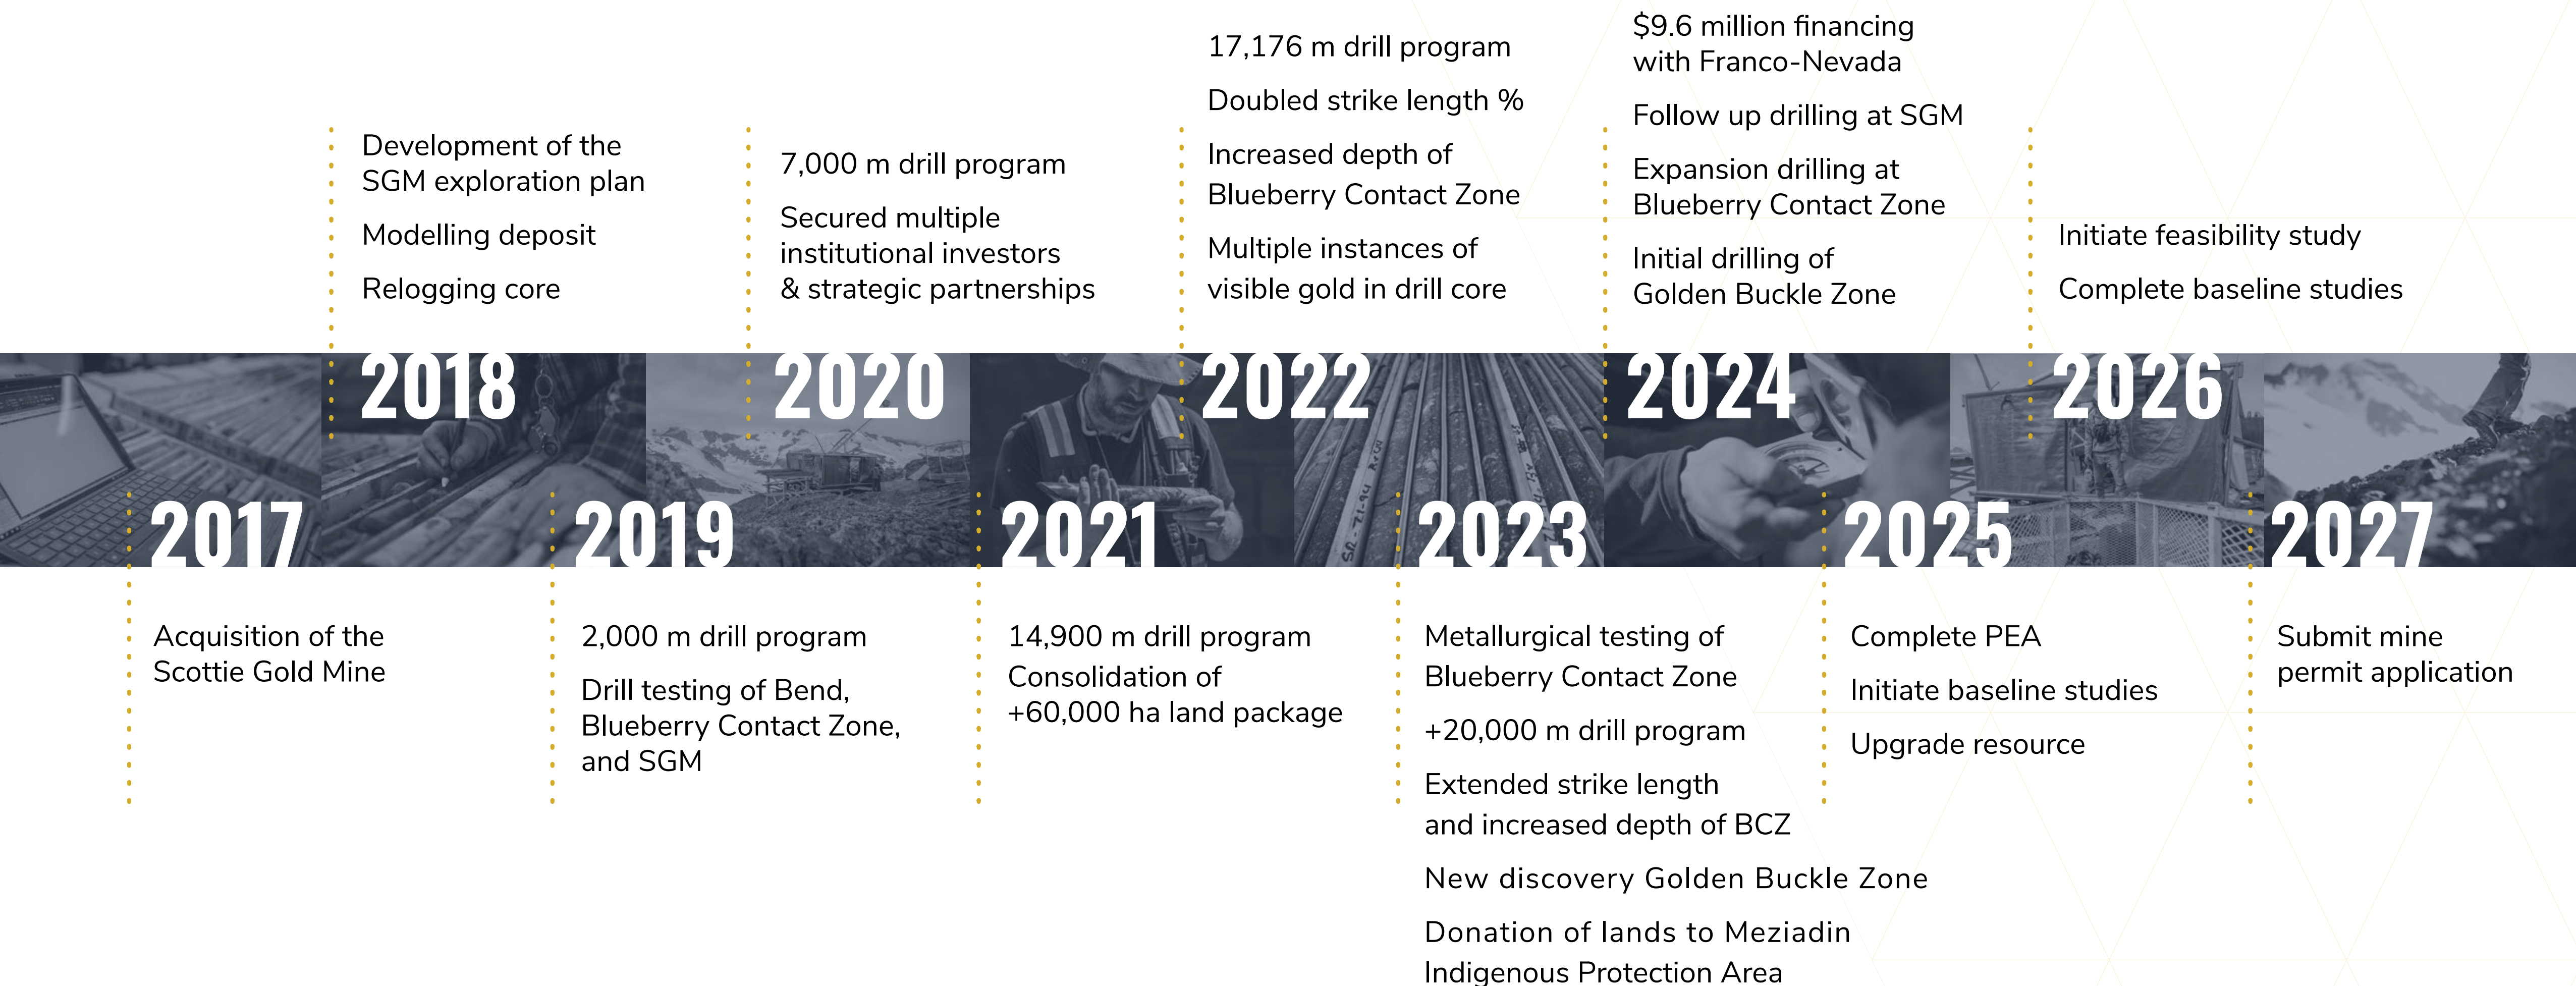 2017
Acquisition of the
Scottie Gold Mine
Development of the
SGM exploration plan
Modelling deposit
Relogging core
2018
2019
2,000 m drill program
Drill testing of Bend,
Blueberry Contact Zone,
and SGM
7,000 m drill program
Secured multiple
institutional investors
& strategic partnerships
2020
2021
14,900 m drill program
Consolidation of
+60,000 ha land package
17,176 m drill program
Doubled strike length %
Increased depth of
Blueberry Contact Zone
Multiple instances of
visible gold in drill core
2022
2023
Metallurgical testing of
Blueberry Contact Zone
+20,000 m drill program
Extended strike length
and increased depth of BCZ
New discovery Golden Buckle Zone
Donation of lands to Meziadin
Indigenous Protection Area
$9.6 million financing
with Franco-Nevada
Follow up drilling at SGM
Expansion drilling at
Blueberry Contact Zone
Initial drilling of
Golden Buckle Zone
2024
2025
Complete PEA
Initiate baseline studies
Upgrade resource
Initiate feasibility study
Complete baseline studies
2026
2027
Submit mine
permit application